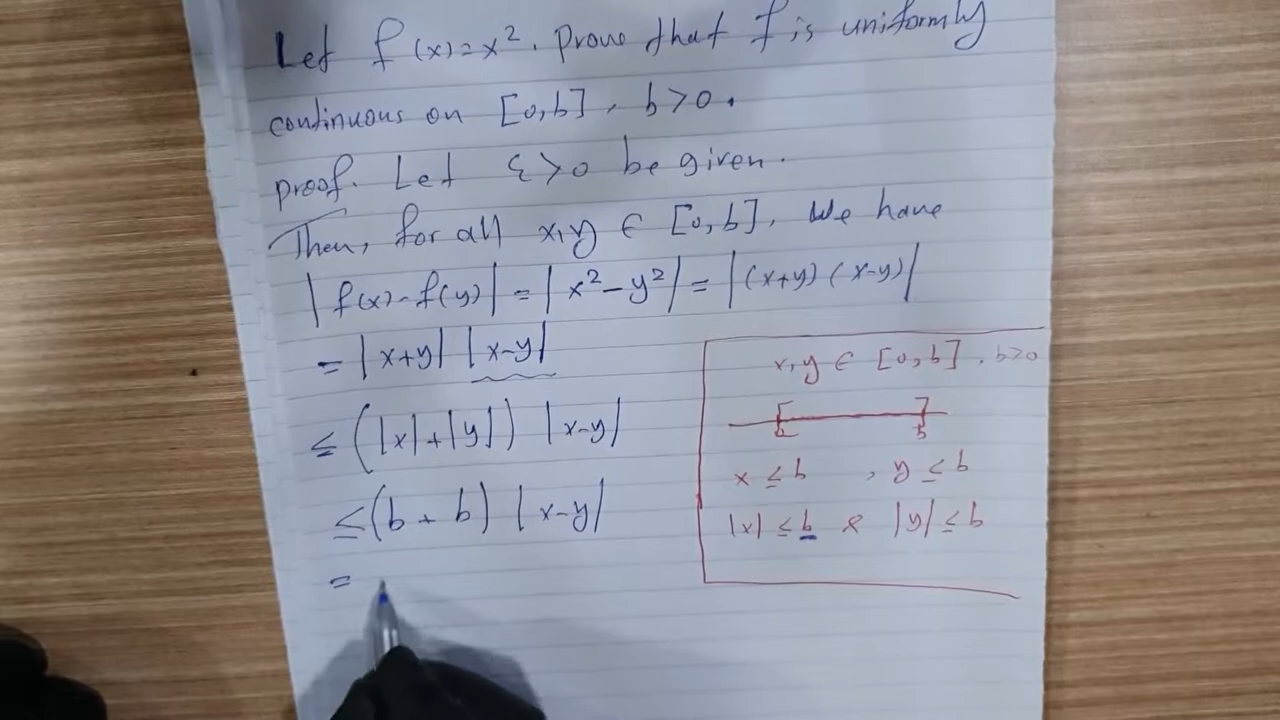 Let f(x)=x². Prove that f is uniformly
continuous on [0,b], b>0.
proof. Let ε>0 be given.
Then, for all x,y ∈ [0,b], We have
|f(x)-f(y)| = |x²-y²| = |(x+y)(x-y)|
= |x+y| |x-y|
≤ (|x|+|y|) |x-y|
≤ (b+b) |x-y|
=
x,y ∈ [0,b], b>0
b
x ≤ b , y ≤ b
|x| ≤ b & |y| ≤ b